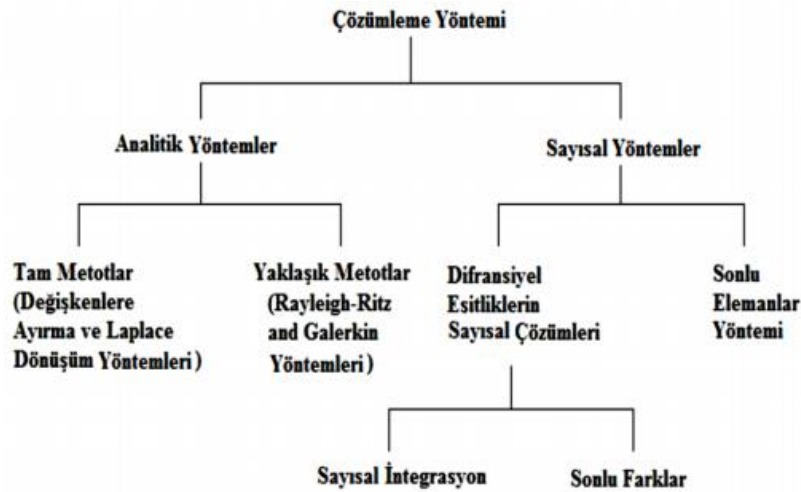 Çözümleme Yöntemi
Analitik Yöntemler
Sayısal Yöntemler
Tam Metotlar
(Değişkenlere
Ayırma ve Laplace
Dönüşüm Yöntemleri)
Yaklaşık Metotlar
(Rayleigh-Ritz
and Galerkin
Yöntemleri)
Difransiyel
Esitliklerin
Sayısal Çözümleri
Sonlu
Elemanlar
Yöntemi
Sayısal İntegrasyon
Sonlu Farklar